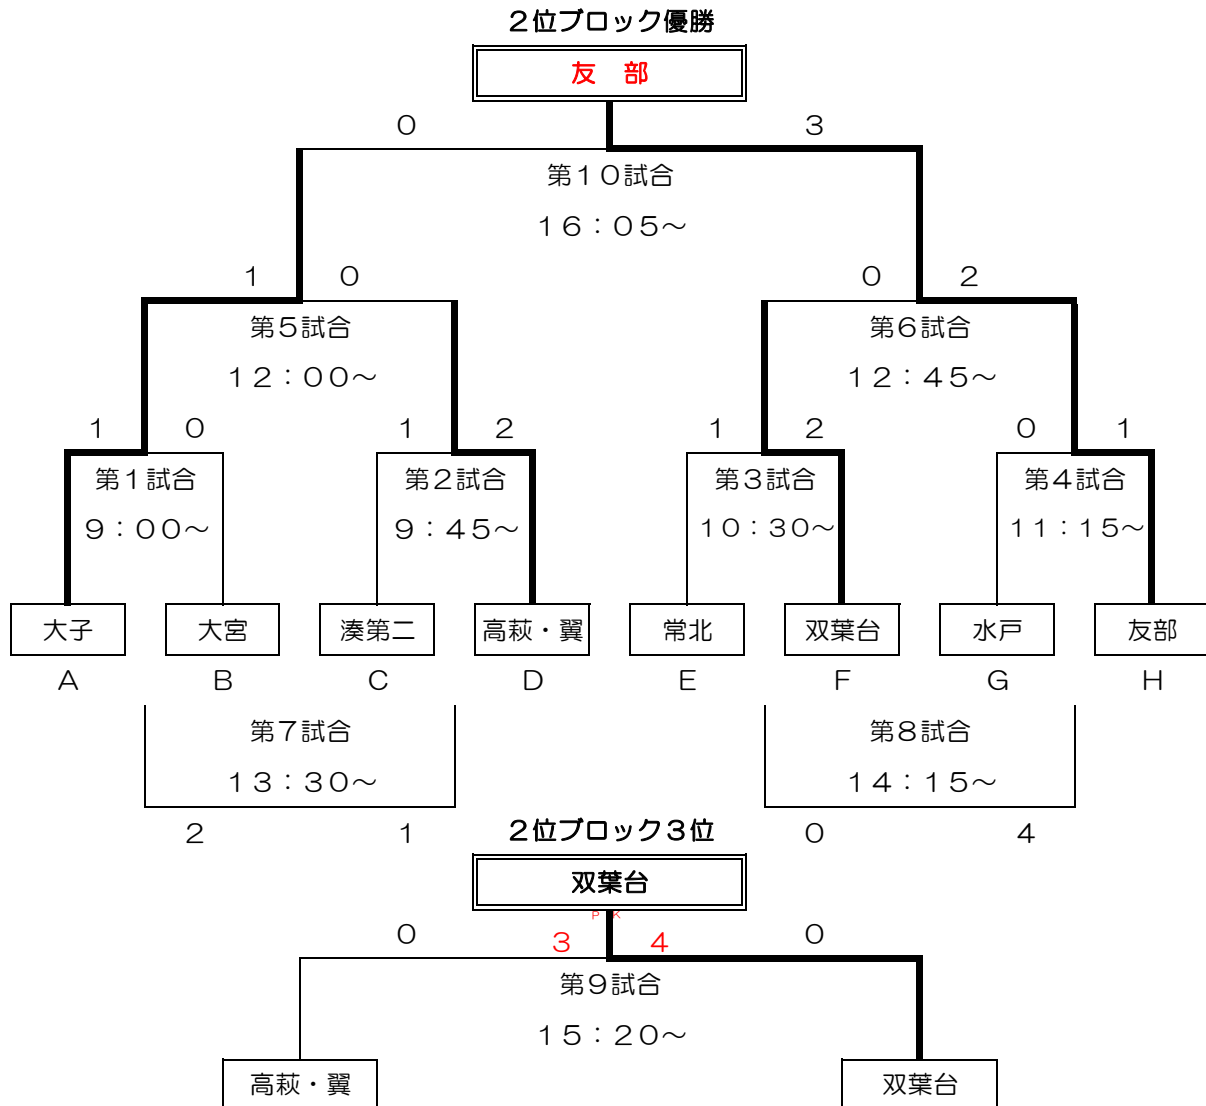 ２位ブロック優勝
友　部
０　３
第１０試合
１６：０５～
１　０　０　２
第５試合　第６試合
１２：００～　１２：４５～
１　０　１　２　１　２　０　１
第１試合　第２試合　第３試合　第４試合
９：００～　９：４５～　１０：３０～　１１：１５～
大子　大宮　湊第二　高萩・翼　常北　双葉台　水戸　友部
Ａ　Ｂ　Ｃ　Ｄ　Ｅ　Ｆ　Ｇ　Ｈ
第７試合　第８試合
１３：３０～　１４：１５～
２　１　０　４
２位ブロック３位
双葉台
ＰＫ
０　３　４　０
第９試合
１５：２０～
高萩・翼　双葉台